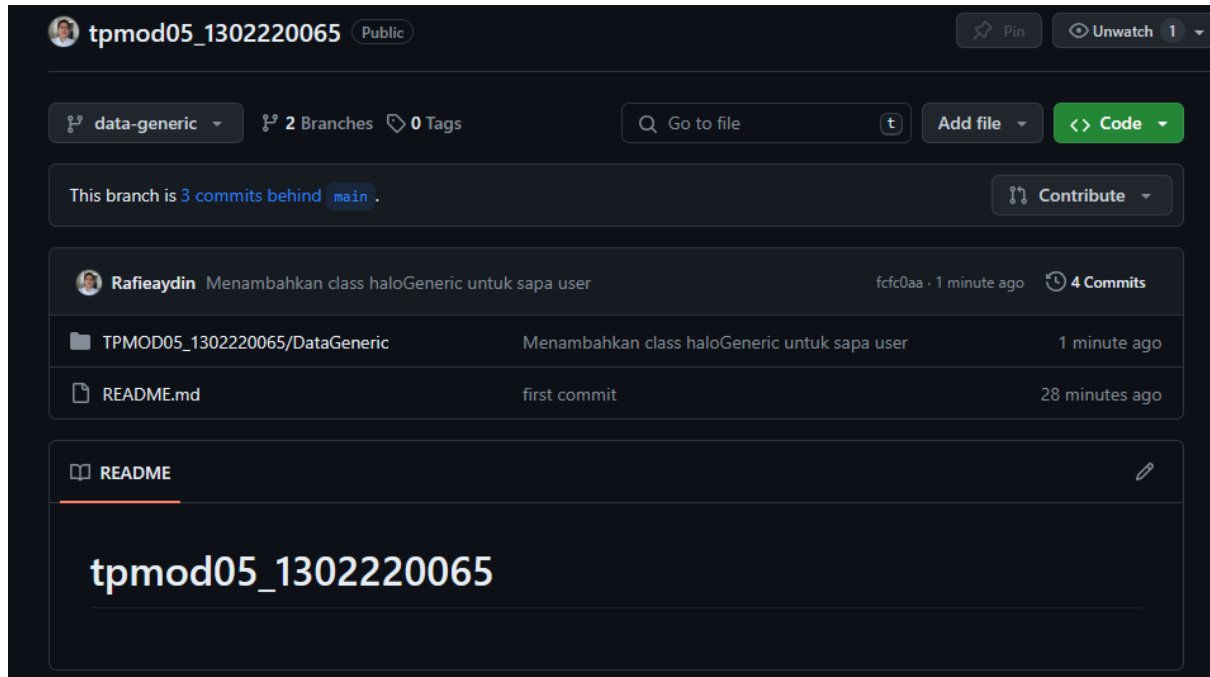 tpmod05_1302220065 Public Pin Unwatch 1
data-generic 2 Branches 0 Tags Go to file t Add file <> Code
This branch is 3 commits behind main . Contribute
Rafieaydin Menambahkan class haloGeneric untuk sapa user fcfc0aa · 1 minute ago 4 Commits
TPMOD05_1302220065/DataGeneric Menambahkan class haloGeneric untuk sapa user 1 minute ago
README.md first commit 28 minutes ago
README
tpmod05_1302220065